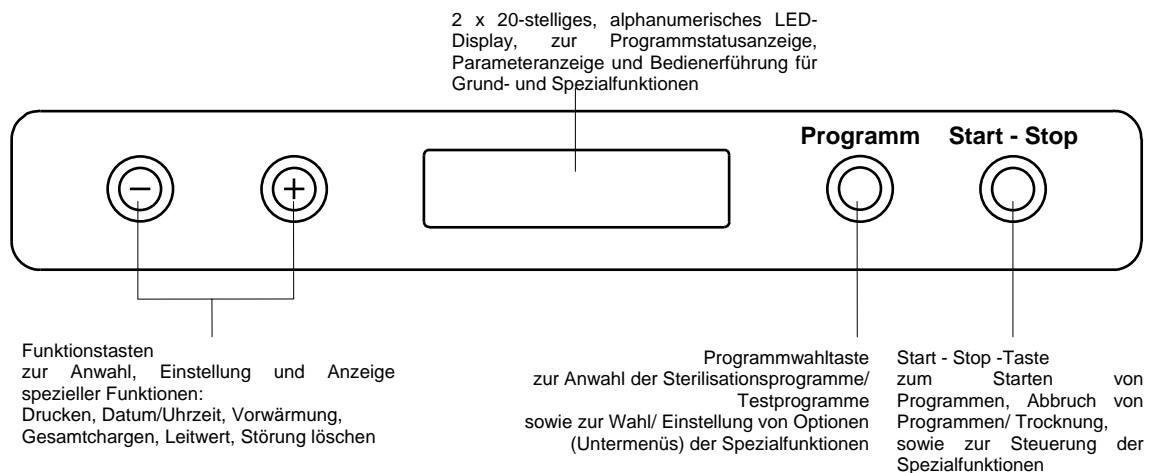 2 x 20-stelliges, alphanumerisches LED-
Display, zur Programmstatusanzeige,
Parameteranzeige und Bedienerführung für
Grund- und Spezialfunktionen
Programm
Start - Stop
−
+
Funktionstasten
zur Anwahl, Einstellung und Anzeige
spezieller Funktionen:
Drucken, Datum/Uhrzeit, Vorwärmung,
Gesamtchargen, Leitwert, Störung löschen
Programmwahltaste
zur Anwahl der Sterilisationsprogramme/
Testprogramme
sowie zur Wahl/ Einstellung von Optionen
(Untermenüs) der Spezialfunktionen
Start - Stop -Taste
zum Starten von
Programmen, Abbruch von
Programmen/ Trocknung,
sowie zur Steuerung der
Spezialfunktionen